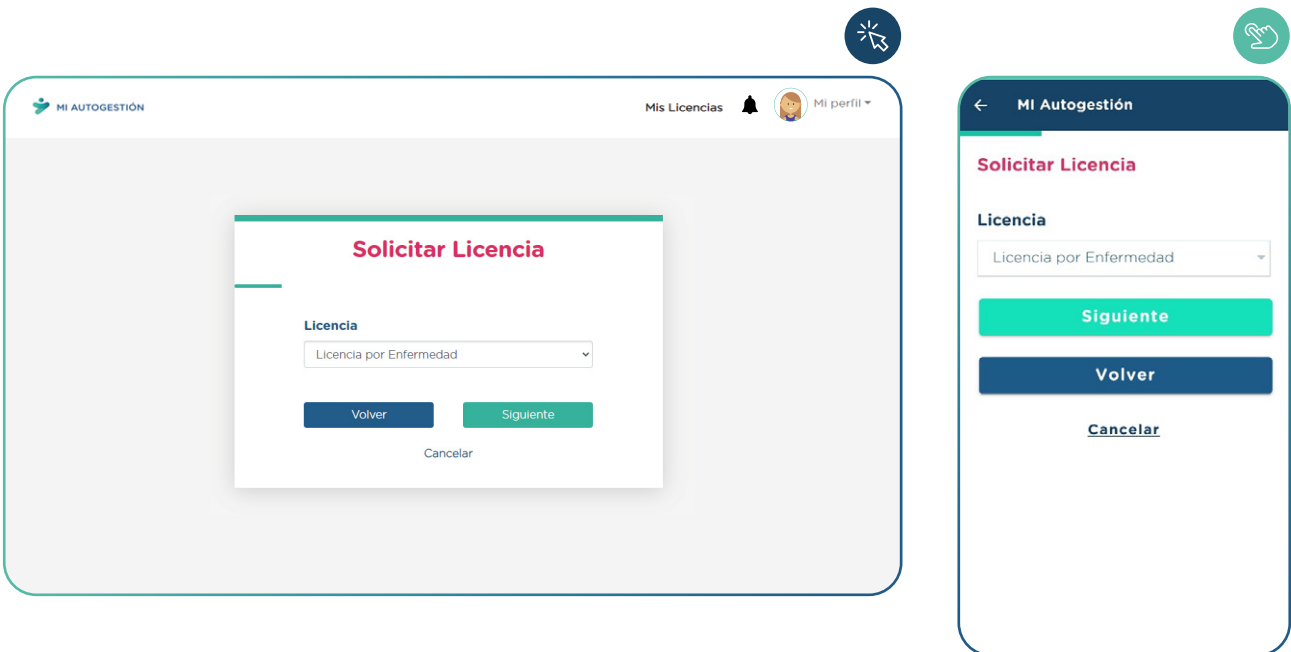 MI AUTOGESTIÓN
Mis Licencias
Mi perfil
Solicitar Licencia
Licencia
Licencia por Enfermedad
Volver
Siguiente
Cancelar
MI Autogestión
Solicitar Licencia
Licencia
Licencia por Enfermedad
Siguiente
Volver
Cancelar